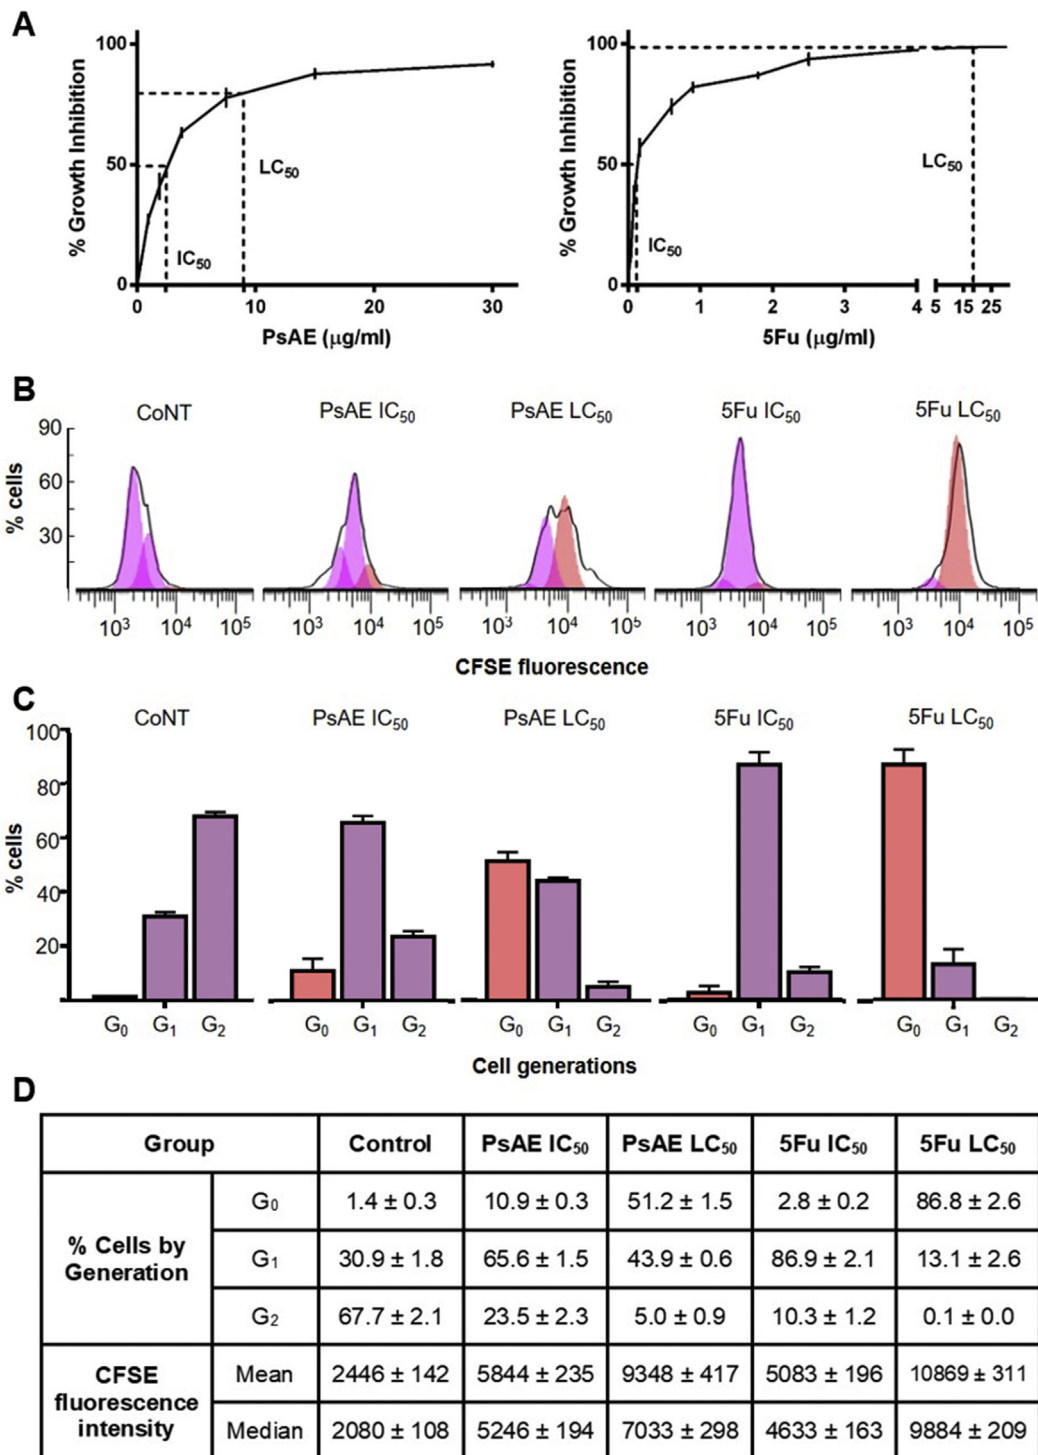 A
100
50
0
% Growth Inhibition
LC50
IC50
0 10 20 30
PsAE (μg/ml)
100
50
0
% Growth Inhibition
LC50
IC50
0 1 2 3 4 5 15 25
5Fu (μg/ml)
B
CoNT PsAE IC50 PsAE LC50 5Fu IC50 5Fu LC50
90
60
30
% cells
10³ 10⁴ 10⁵ 10³ 10⁴ 10⁵ 10³ 10⁴ 10⁵ 10³ 10⁴ 10⁵ 10³ 10⁴ 10⁵
CFSE fluorescence
C
CoNT PsAE IC50 PsAE LC50 5Fu IC50 5Fu LC50
100
80
60
40
20
% cells
G0 G1 G2 G0 G1 G2 G0 G1 G2 G0 G1 G2 G0 G1 G2
Cell generations
D
Group Control PsAE IC50 PsAE LC50 5Fu IC50 5Fu LC50
% Cells by
Generation
G0 1.4 ± 0.3 10.9 ± 0.3 51.2 ± 1.5 2.8 ± 0.2 86.8 ± 2.6
G1 30.9 ± 1.8 65.6 ± 1.5 43.9 ± 0.6 86.9 ± 2.1 13.1 ± 2.6
G2 67.7 ± 2.1 23.5 ± 2.3 5.0 ± 0.9 10.3 ± 1.2 0.1 ± 0.0
CFSE
fluorescence
intensity
Mean 2446 ± 142 5844 ± 235 9348 ± 417 5083 ± 196 10869 ± 311
Median 2080 ± 108 5246 ± 194 7033 ± 298 4633 ± 163 9884 ± 209